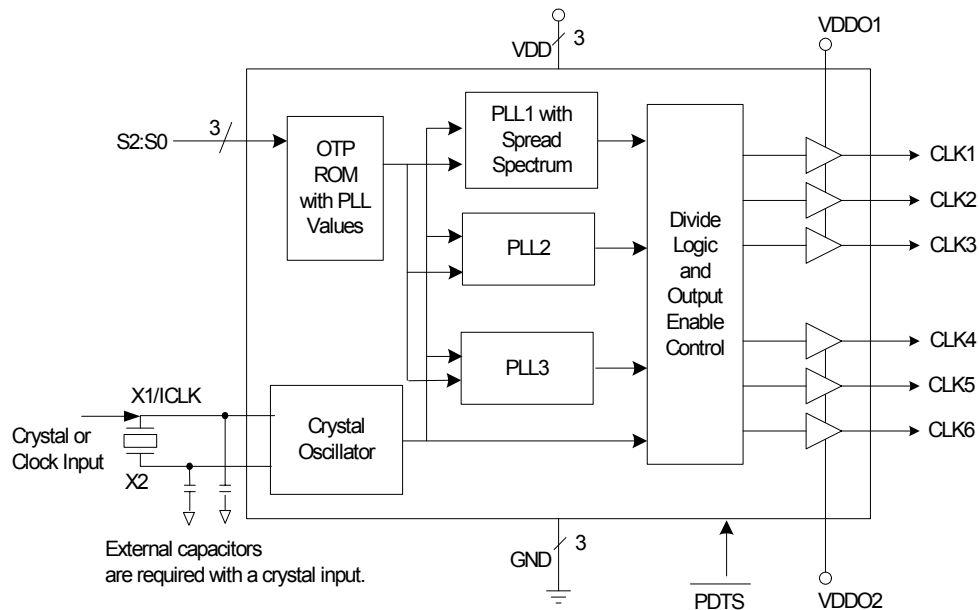 VDD
3
VDDO1
S2:S0
3
OTP
ROM
with PLL
Values
PLL1 with
Spread
Spectrum
PLL2
PLL3
Divide
Logic
and
Output
Enable
Control
CLK1
CLK2
CLK3
CLK4
CLK5
CLK6
X1/ICLK
Crystal or
Clock Input
X2
Crystal
Oscillator
External capacitors
are required with a crystal input.
GND
3
PDTS
VDDO2